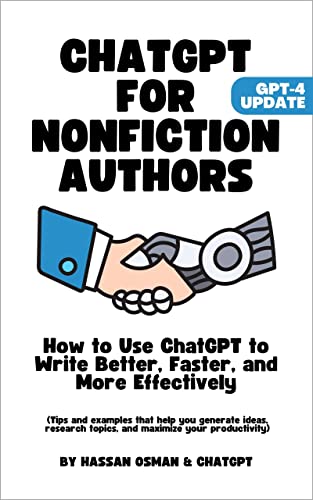 CHATGPT
FOR
NONFICTION
AUTHORS
GPT-4
UPDATE
How to Use ChatGPT to
Write Better, Faster, and
More Effectively
(Tips and examples that help you generate ideas,
research topics, and maximize your productivity)
BY HASSAN OSMAN & CHATGPT